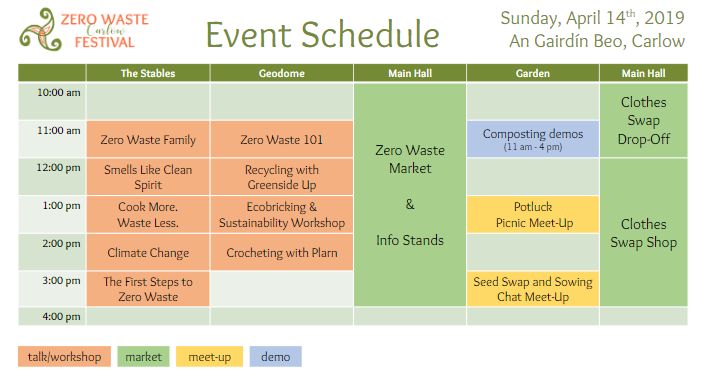 ZERO WASTE
Carlow
FESTIVAL
Event Schedule
Sunday, April 14th, 2019
An Gairdín Beo, Carlow
The Stables
Geodome
Main Hall
Garden
Main Hall
10:00 am
Clothes
Swap
Drop-Off
11:00 am
Zero Waste Family
Zero Waste 101
Zero Waste
Market
&
Info Stands
Composting demos
(11 am - 4 pm)
12:00 pm
Smells Like Clean
Spirit
Recycling with
Greenside Up
Clothes
Swap Shop
1:00 pm
Cook More.
Waste Less.
Ecobricking &
Sustainability Workshop
Potluck
Picnic Meet-Up
2:00 pm
Climate Change
Crocheting with Plarn
3:00 pm
The First Steps to
Zero Waste
Seed Swap and Sowing
Chat Meet-Up
4:00 pm
talk/workshop
market
meet-up
demo